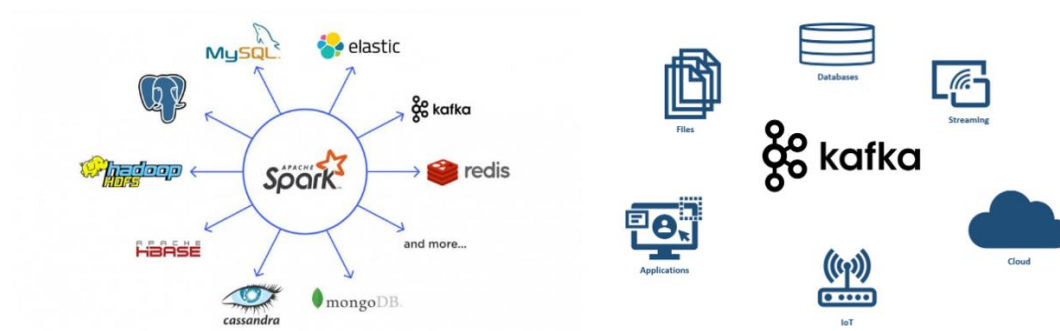 MySQL
elastic
kafka
redis
and more...
mongoDB
cassandra
APACHE
HBASE
hadoop
HDFS
APACHE
Spark
Databases
Files
Streaming
kafka
Applications
Cloud
IoT